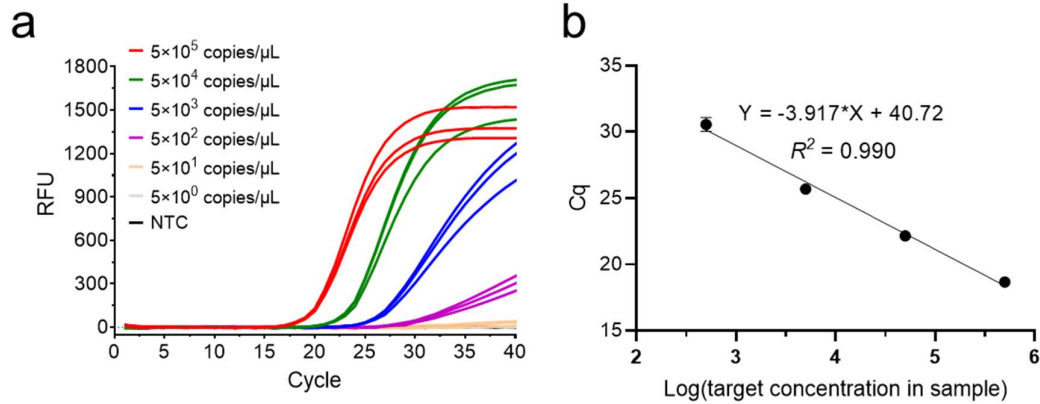 a
5×10⁵ copies/µL
5×10⁴ copies/µL
5×10³ copies/µL
5×10² copies/µL
5×10¹ copies/µL
5×10⁰ copies/µL
NTC
1800
1500
1200
900
600
300
0
RFU
0 5 10 15 20 25 30 35 40
Cycle
b
35
30
25
20
15
Cq
Y = -3.917*X + 40.72
R² = 0.990
2 3 4 5 6
Log(target concentration in sample)